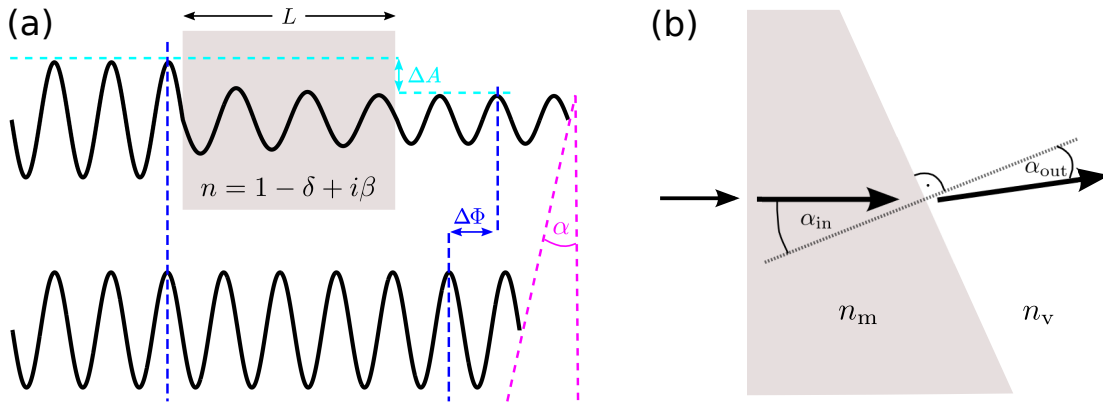 (a)
L
ΔA
n = 1 − δ + iβ
ΔΦ
α
(b)
α_in
α_out
n_m
n_v